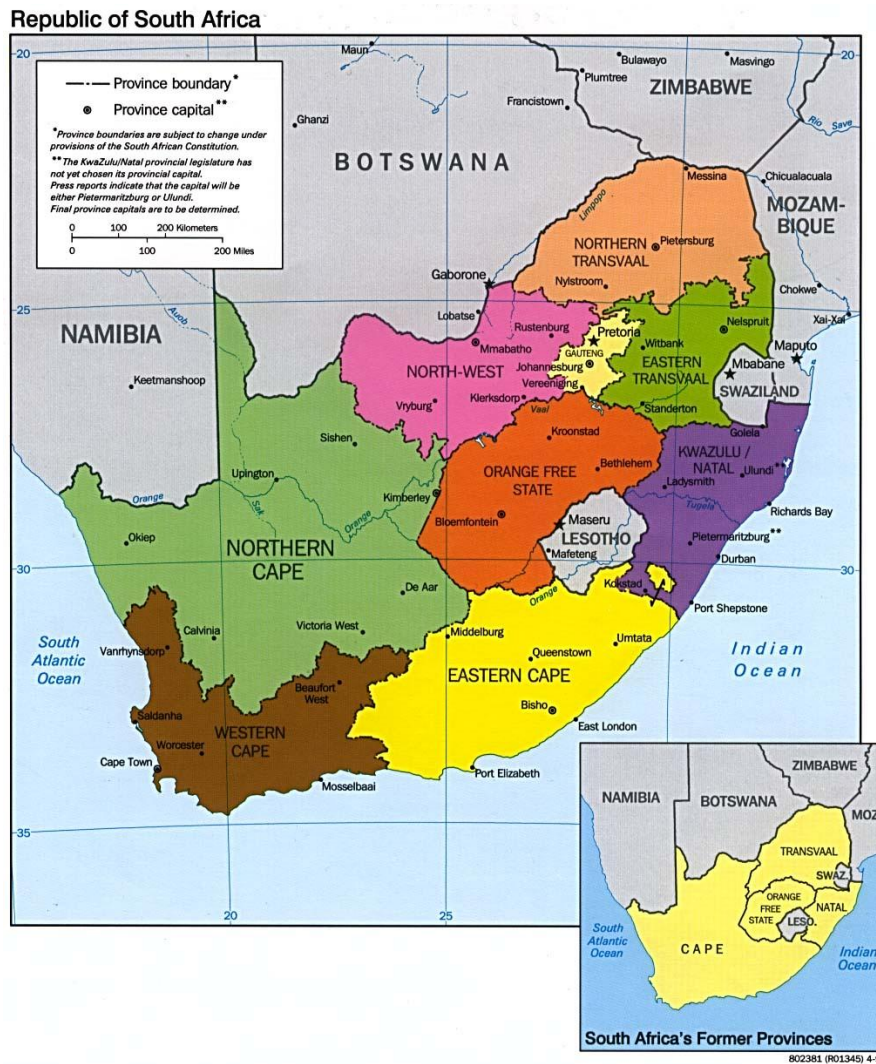 Republic of South Africa
Province boundary*
Province capital**
*Province boundaries are subject to change under
provisions of the South African Constitution.
**The KwaZulu/Natal provincial legislature has
not yet chosen its provincial capital.
Press reports indicate that the capital will be
either Pietermaritzburg or Ulundi.
Final province capitals are to be determined.
0 100 200 Kilometers
0 100 200 Miles
20
20
Maun
Bulawayo
Masvingo
Plumtree
ZIMBABWE
Francistown
Ghanzi
Rio Save
BOTSWANA
Messina
Chicualacuala
MOZAM-
BIQUE
Limpopo
NORTHERN
TRANSVAAL
Pietersburg
Gaborone
Nylstroom
Chokwe
25
Lobatse
Rustenburg
Pretoria
Nelspruit
Xai-Xai
NAMIBIA
Auob
Mmabatho
GAUTENG
Witbank
Maputo
Johannesburg
EASTERN
TRANSVAAL
Mbabane
Keetmanshoop
NORTH-WEST
SWAZILAND
Vereeniging
Vryburg
Klerksdorp
Vaal
Standerton
Golela
Sishen
Kroonstad
KWAZULU /
NATAL
Upington
ORANGE FREE
STATE
Bethlehem
Ulundi**
Ladysmith
Orange
Kimberley
Sak
Orange
Bloemfontein
Maseru
Tugela
Richards Bay
Okiep
NORTHERN
CAPE
LESOTHO
Mafeteng
Pietermaritzburg**
Durban
30
30
De Aar
Orange
Kokstad
Port Shepstone
South
Atlantic
Ocean
Vanrhynsdorp
Calvinia
Victoria West
Middelburg
Umtata
Indian
Ocean
Queenstown
EASTERN CAPE
Beaufort
West
Bisho
Saldanha
WESTERN
CAPE
East London
Worcester
Cape Town
Port Elizabeth
Mosselbaai
35
20
25
ZIMBABWE
NAMIBIA
BOTSWANA
MOZ
TRANSVAAL
SWAZ.
ORANGE
FREE
STATE
NATAL
LESO.
South
Atlantic
Ocean
CAPE
Indian
Ocean
South Africa's Former Provinces
802381 (R01345) 4-